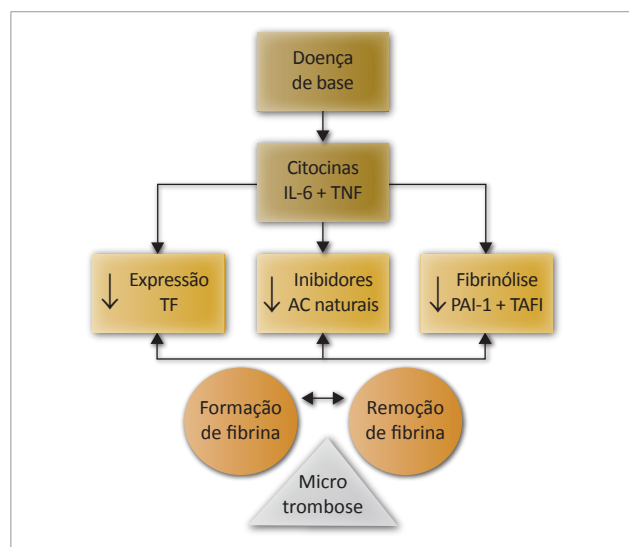 Doença
de base
Citocinas
IL-6 + TNF
↓ Expressão
TF
↓ Inibidores
AC naturais
↓ Fibrinólise
PAI-1 + TAFI
Formação
de fibrina
Remoção
de fibrina
Micro
trombose